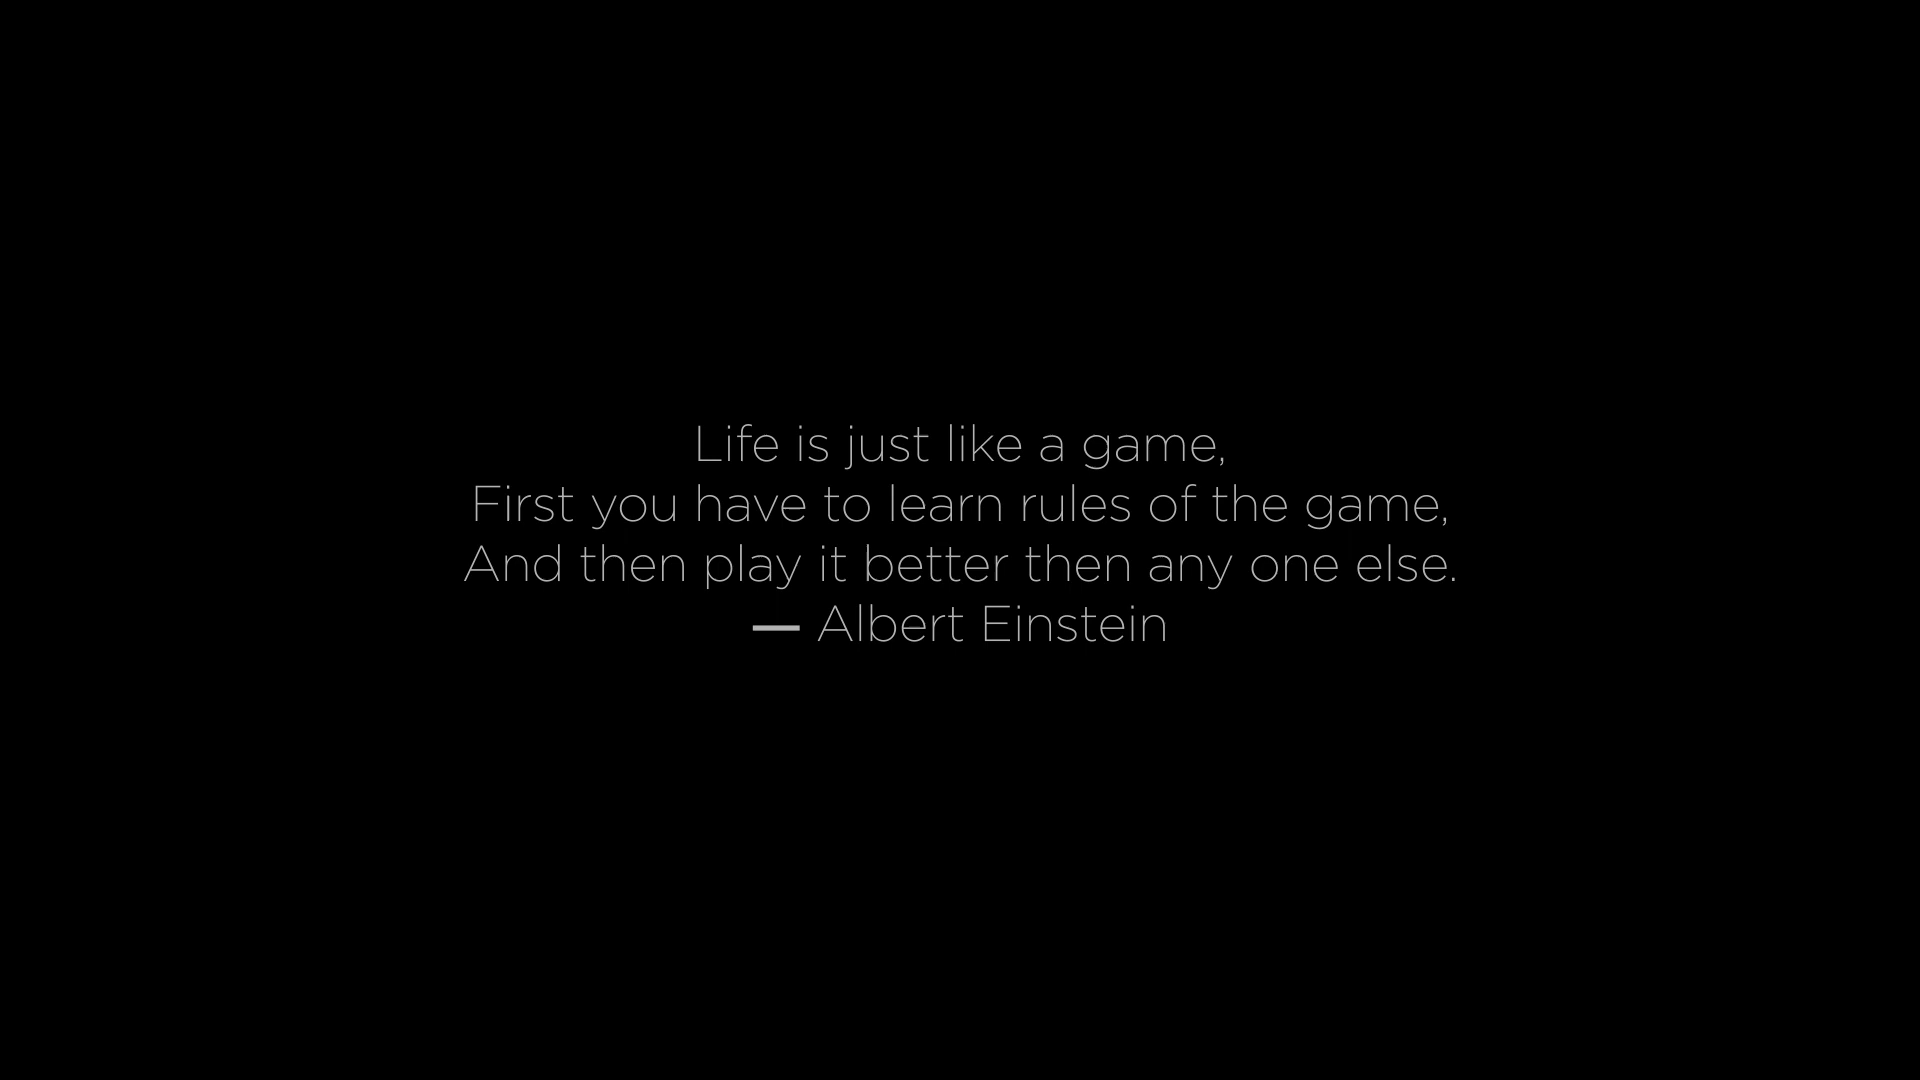 Life is just like a game,
First you have to learn rules of the game,
And then play it better then any one else.
— Albert Einstein